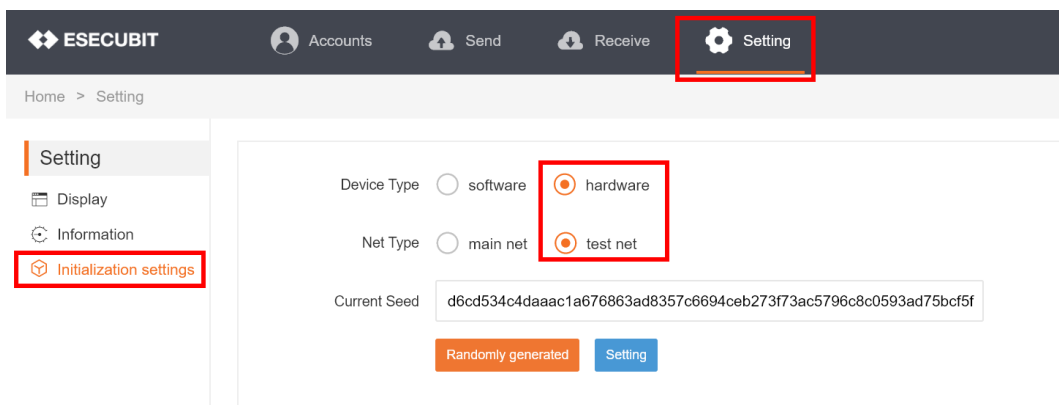 ESECUBIT Accounts Send Receive Setting
Home > Setting
Setting
Display
Information
Initialization settings
Device Type software hardware
Net Type main net test net
Current Seed d6cd534c4daaac1a676863ad8357c6694ceb273f73ac5796c8c0593ad75bcf5f
Randomly generated Setting